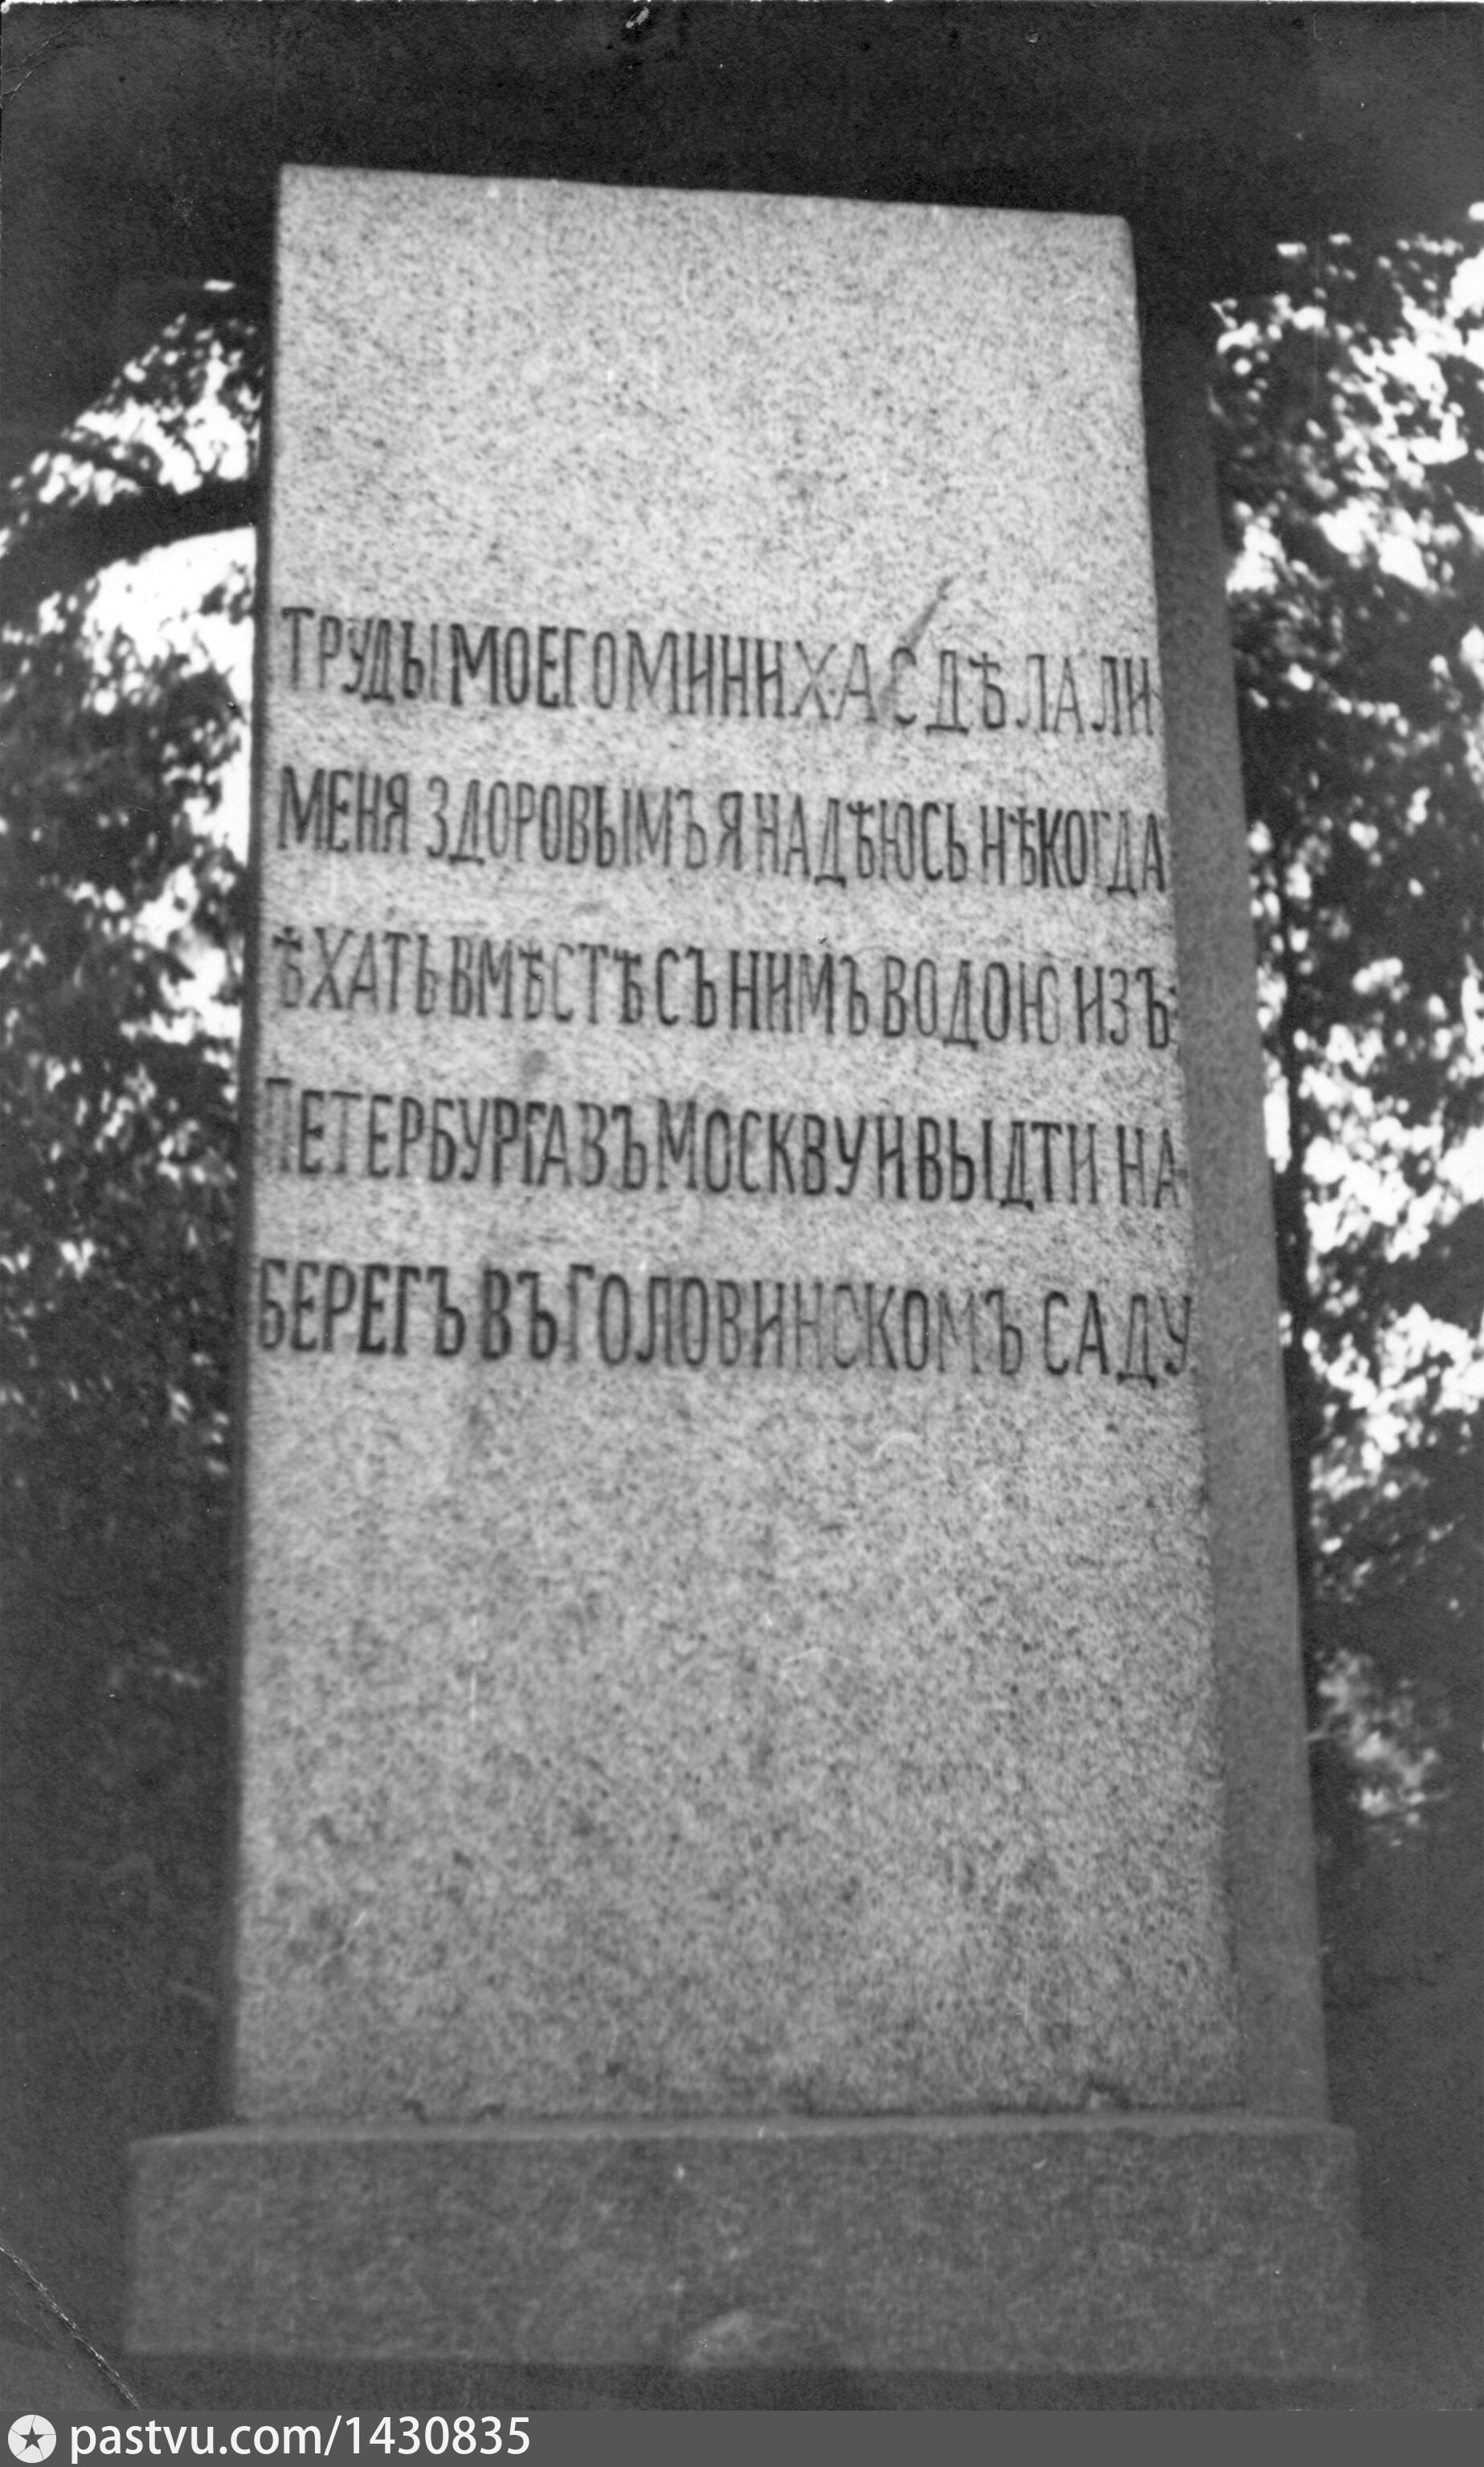 ТРУДЫ МОЕГО МИНИХА СДѢЛАЛИ
МЕНЯ ЗДОРОВЫМЪ Я НАДѢЮСЬ НѢКОГДА
ѢХАТЬ ВМѢСТѢ СЪ НИМЪ ВОДОЮ ИЗЪ
ПЕТЕРБУРГА ВЪ МОСКВУ И ВЫДТИ НА
БЕРЕГЪ ВЪ ГОЛОВИНСКОМЪ САДУ
pastvu.com/1430835